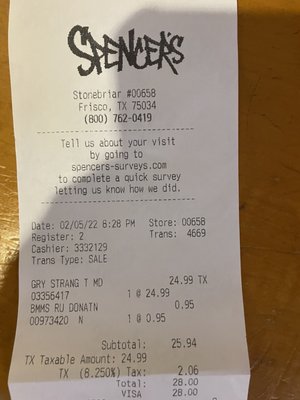 SPENCER'S
Stonebriar #00658
Frisco, TX 75034
(800) 762-0419
Tell us about your visit
by going to
spencers-surveys.com
to complete a quick survey
letting us know how we did.
Date: 02/05/22 8:28 PM Store: 00658
Register: 2 Trans: 4669
Cashier: 3332129
Trans Type: SALE
GRY STRANG T MD 24.99 TX
03356417 1 @ 24.99
BMMS RU DONATN 0.95
00973420 N 1 @ 0.95
Subtotal: 25.94
TX Taxable Amount: 24.99
TX (8.250%) Tax: 2.06
Total: 28.00
VISA 28.00